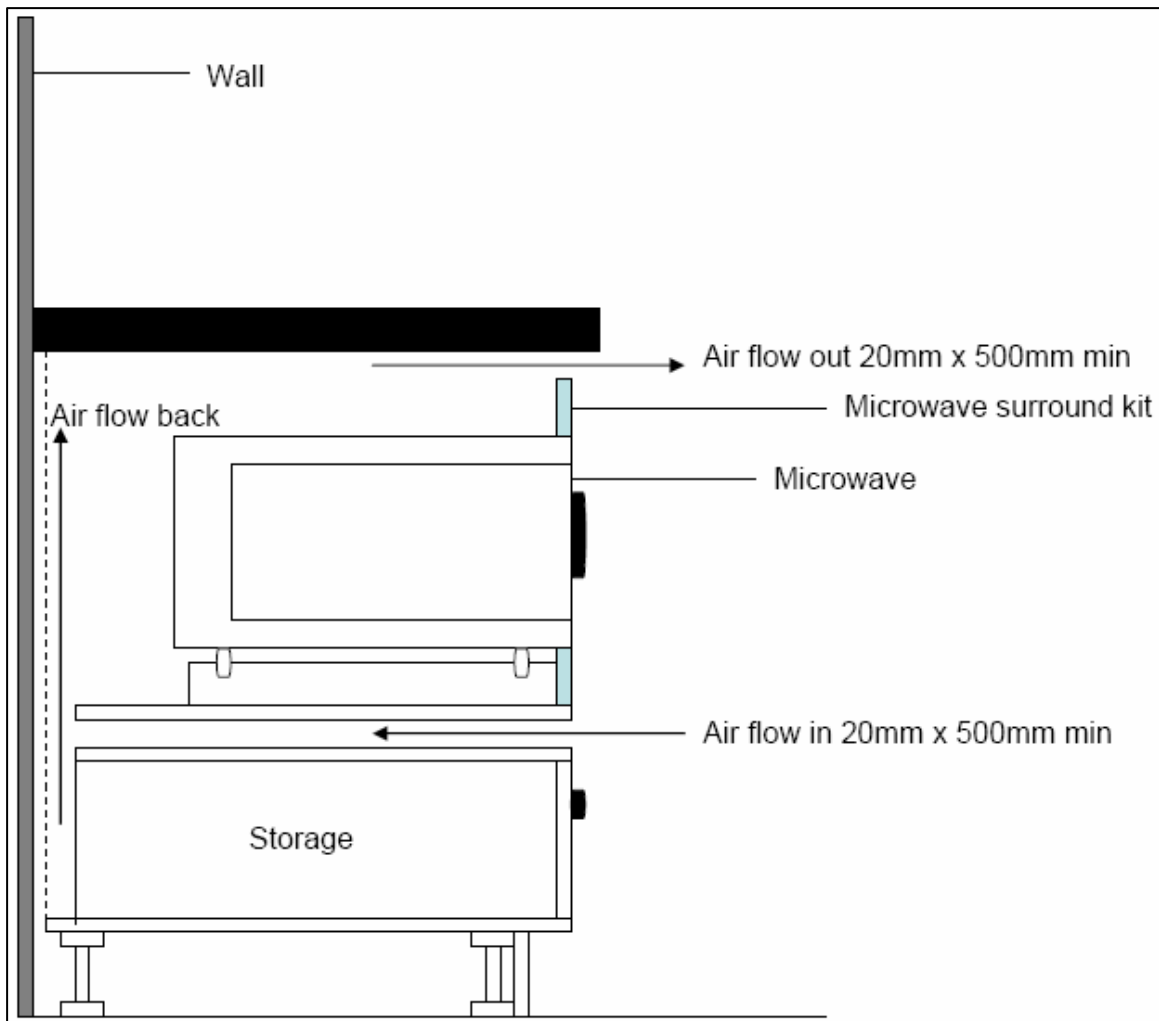 Wall
Air flow out 20mm x 500mm min
Microwave surround kit
Air flow back
Microwave
Air flow in 20mm x 500mm min
Storage